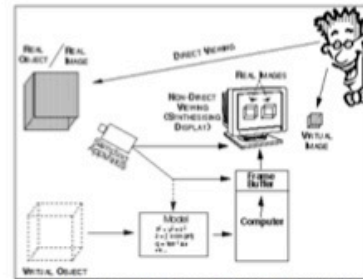 REAL OBJECT / REAL IMAGE
DIRECT VIEWING
REAL IMAGES
NON-DIRECT
VIEWING
(SYNTHESISING
DISPLAY)
VIRTUAL
IMAGE
Frame
Buffer
Model
Computer
VIRTUAL OBJECT